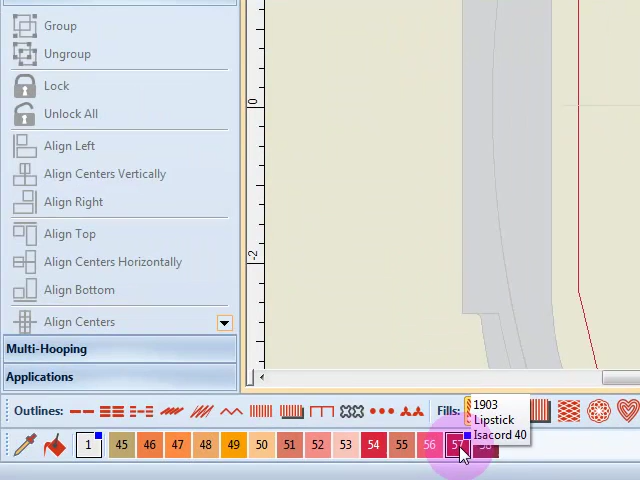 Group
Ungroup
Lock
Unlock All
Align Left
Align Centers Vertically
Align Right
Align Top
Align Centers Horizontally
Align Bottom
Align Centers
Multi-Hooping
Applications
0
-2
Outlines:
Fills:
1903
Lipstick
Isacord 40
1 45 46 47 48 49 50 51 52 53 54 55 56 57 58